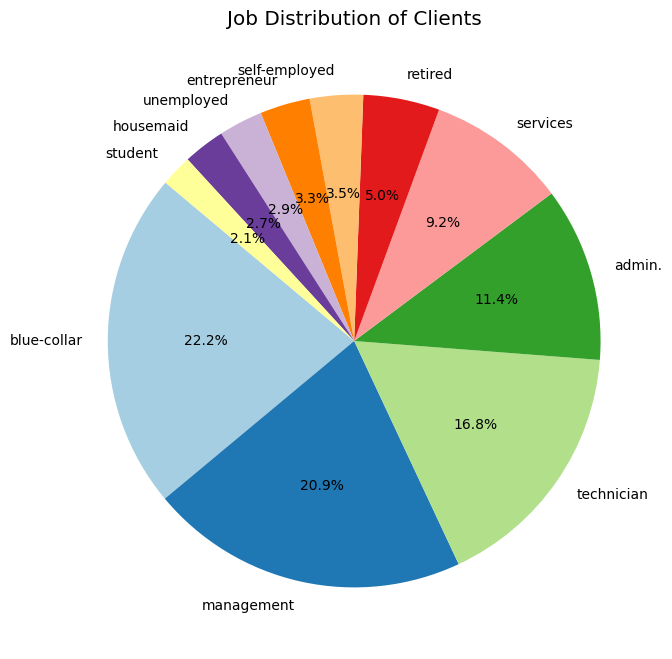 Job Distribution of Clients
self-employed
retired
entrepreneur
unemployed
services
housemaid
student
3.5%
5.0%
3.3%
2.9%
9.2%
2.7%
2.1%
admin.
11.4%
blue-collar
22.2%
16.8%
20.9%
technician
management